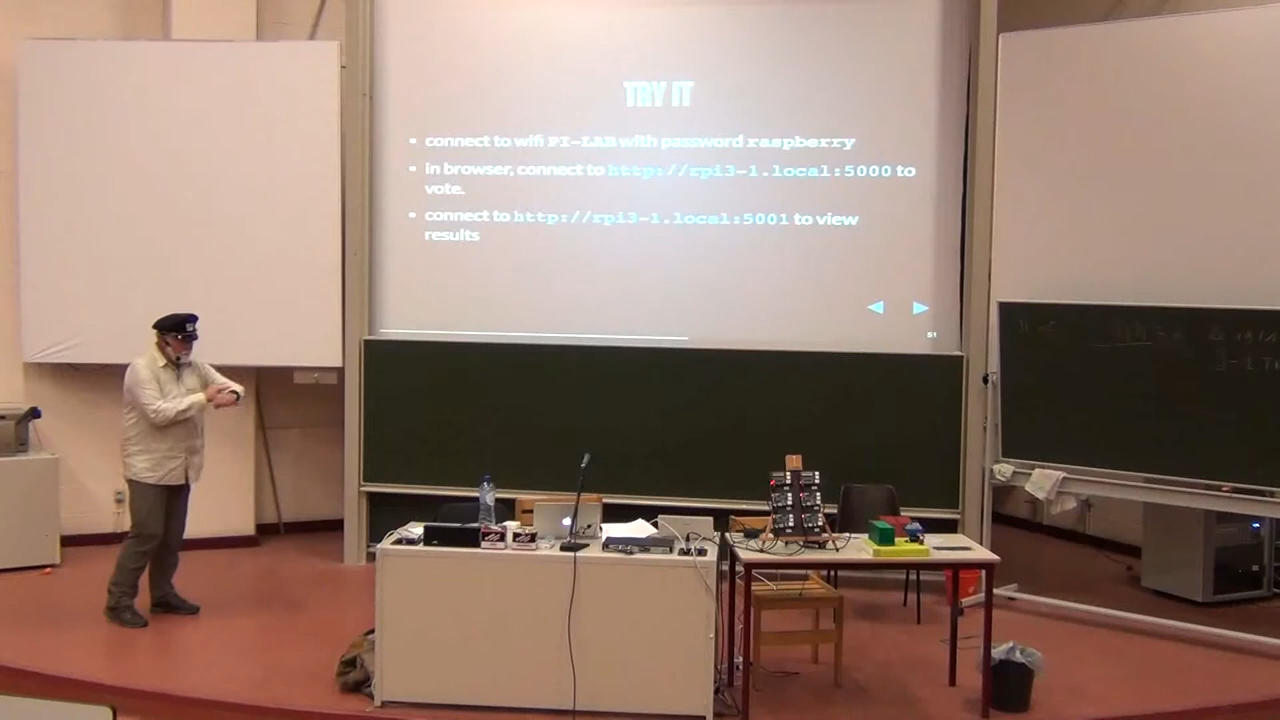 TRY IT
connect to wifi PI-LAB with password raspberry
in browser, connect to http://rpi3-1.local:5000 to
vote.
connect to http://rpi3-1.local:5001 to view
results
51